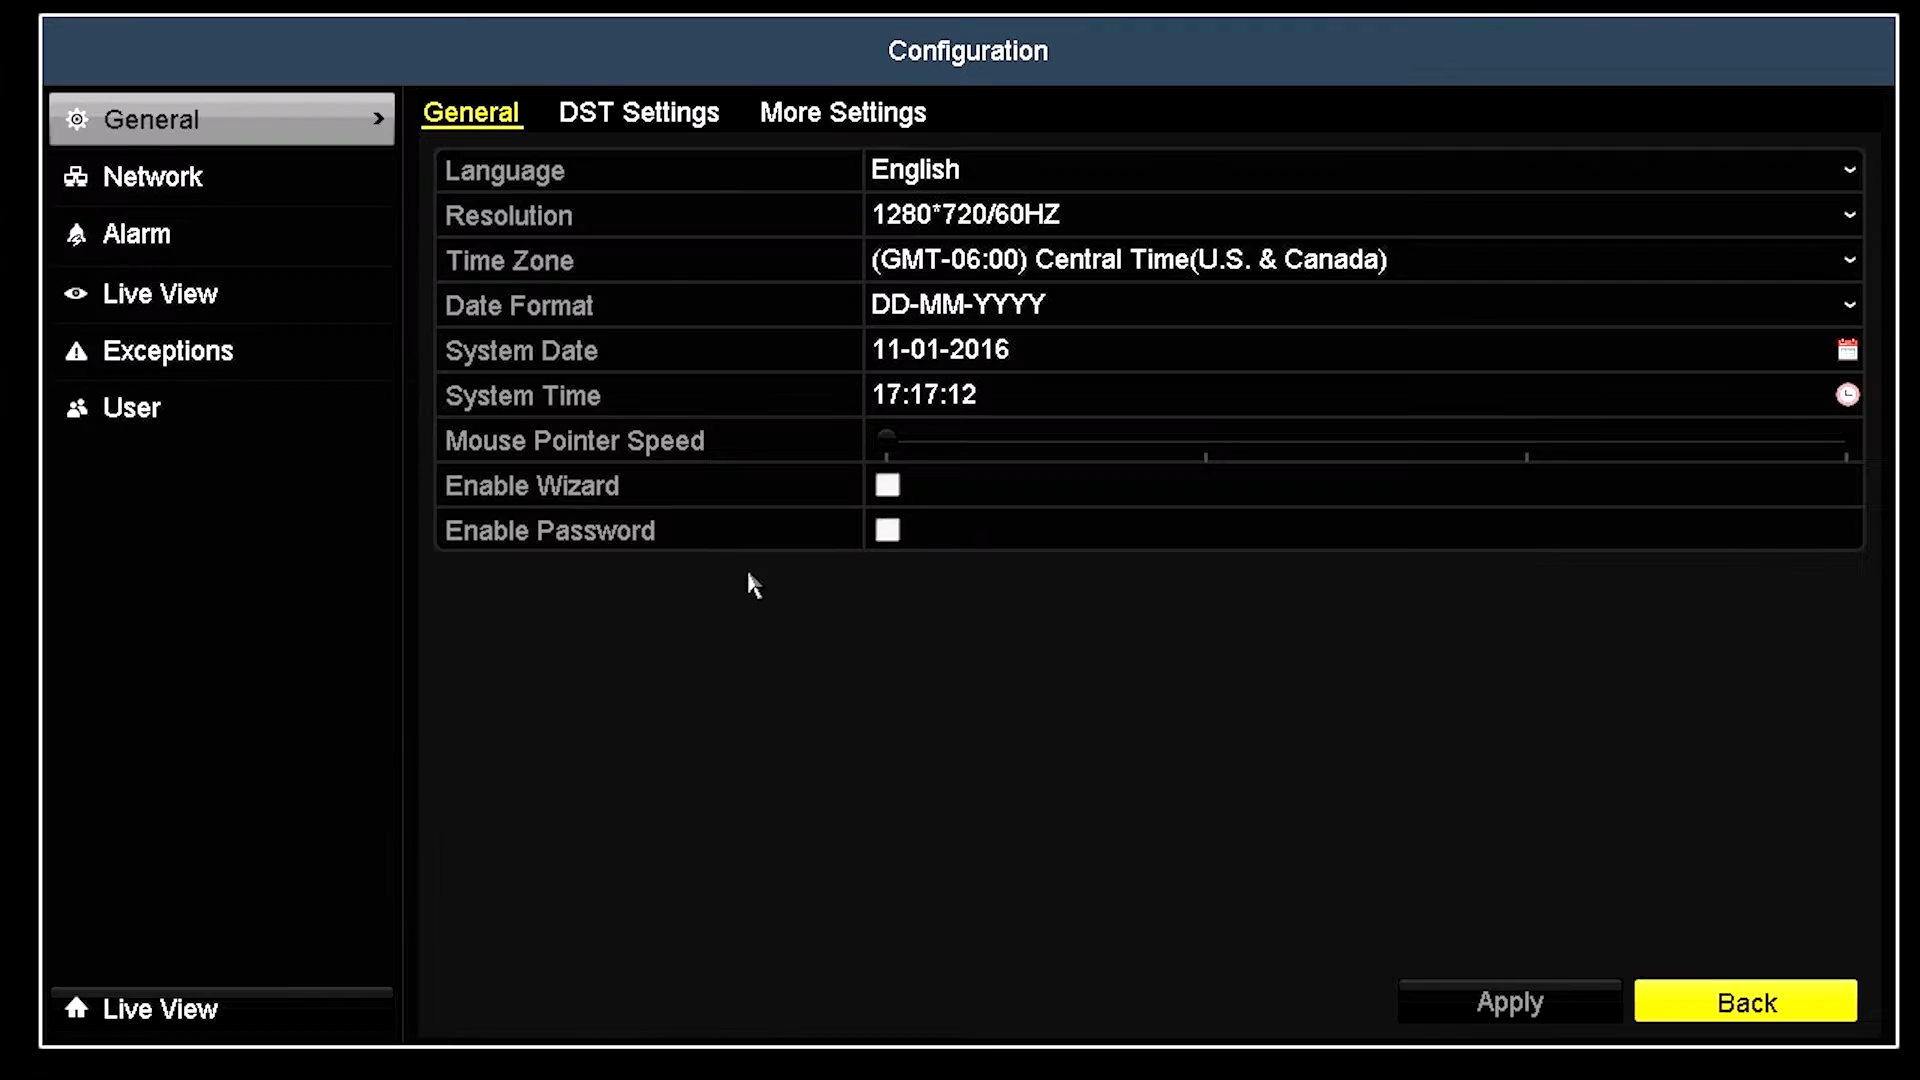 Configuration
General
Network
Alarm
Live View
Exceptions
User
Live View
General DST Settings More Settings
Language English
Resolution 1280*720/60HZ
Time Zone (GMT-06:00) Central Time(U.S. & Canada)
Date Format DD-MM-YYYY
System Date 11-01-2016
System Time 17:17:12
Mouse Pointer Speed
Enable Wizard
Enable Password
Apply Back